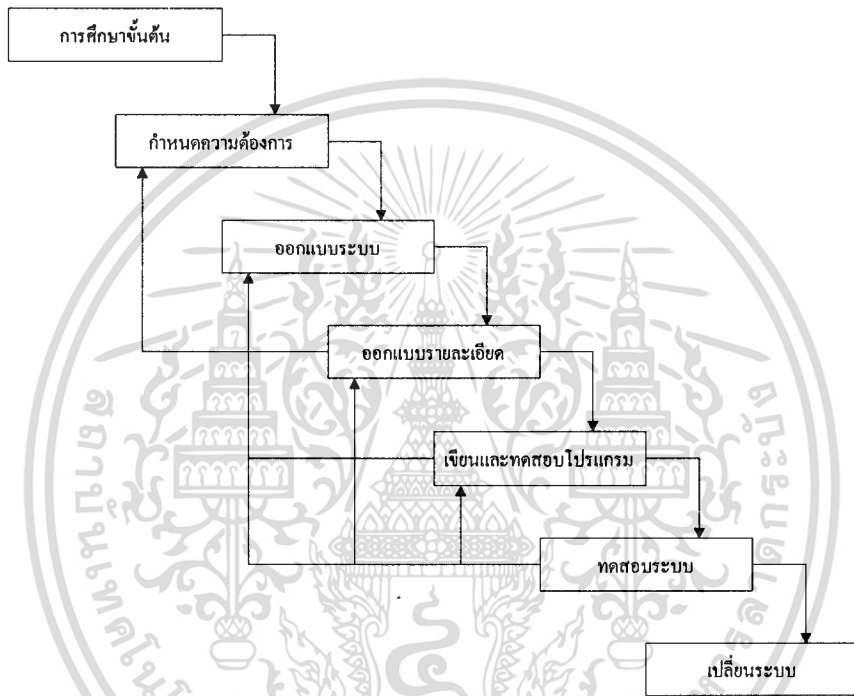 การศึกษาขั้นต้น
กำหนดความต้องการ
ออกแบบระบบ
ออกแบบรายละเอียด
เขียนและทดสอบโปรแกรม
ทดสอบระบบ
เปลี่ยนระบบ